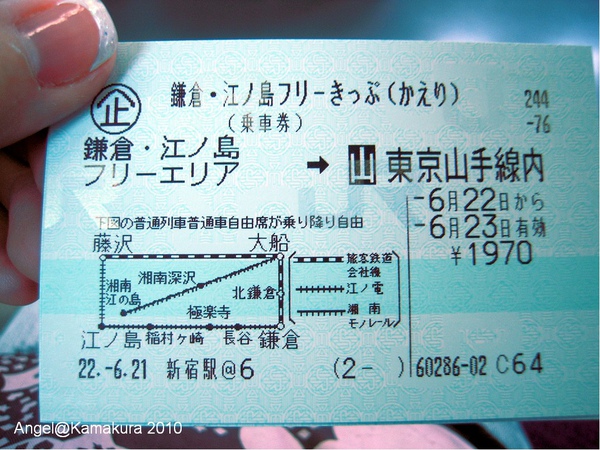 企 鎌倉・江ノ島フリーきっぷ(かえり) 244
(乗車券) -76
鎌倉・江ノ島
フリーエリア
➡ 山 東京山手線内
-6月22日から
-6月23日有効
¥1970
下図の普通列車普通車自由席が乗り降り自由
藤沢 大船
湘南深沢
湘南
江の島
北鎌倉
極楽寺
江ノ島 稲村ヶ崎 長谷 鎌倉
旅客鉄道
会社線
江ノ電
湘南
モノレール
22.-6.21 新宿駅@6 (2- ) 60286-02 C64
Angel@Kamakura 2010